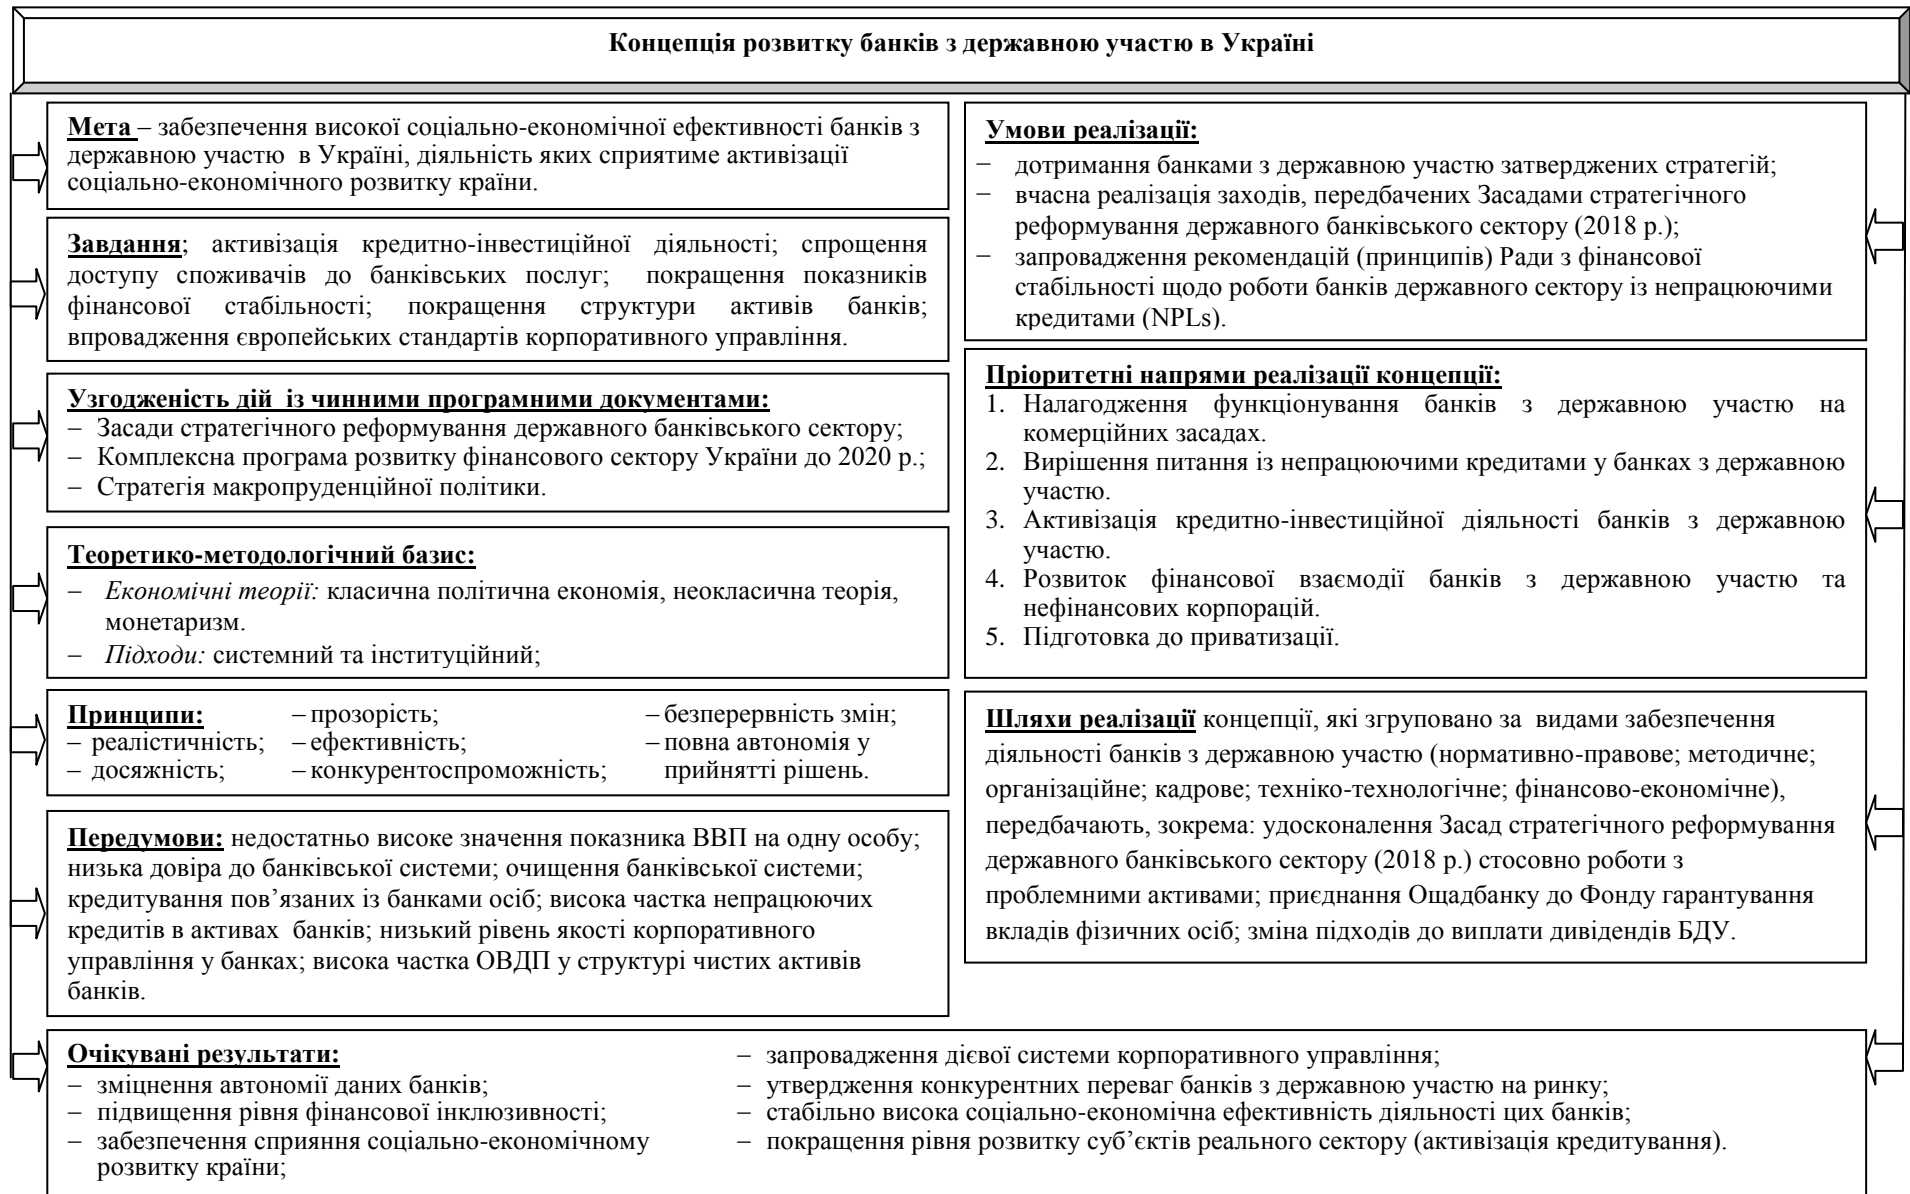 Концепція розвитку банків з державною участю в Україні
Мета – забезпечення високої соціально-економічної ефективності банків з
державною участю в Україні, діяльність яких сприятиме активізації
соціально-економічного розвитку країни.
Завдання; активізація кредитно-інвестиційної діяльності; спрощення
доступу споживачів до банківських послуг; покращення показників
фінансової стабільності; покращення структури активів банків;
впровадження європейських стандартів корпоративного управління.
Узгодженість дій із чинними програмними документами:
– Засади стратегічного реформування державного банківського сектору;
– Комплексна програма розвитку фінансового сектору України до 2020 р.;
– Стратегія макропруденційної політики.
Теоретико-методологічний базис:
– Економічні теорії: класична політична економія, неокласична теорія,
монетаризм.
– Підходи: системний та інституційний;
Принципи:
– реалістичність;
– досяжність;
– прозорість;
– ефективність;
– конкурентоспроможність;
– безперервність змін;
– повна автономія у
прийнятті рішень.
Передумови: недостатньо високе значення показника ВВП на одну особу;
низька довіра до банківської системи; очищення банківської системи;
кредитування пов’язаних із банками осіб; висока частка непрацюючих
кредитів в активах банків; низький рівень якості корпоративного
управління у банках; висока частка ОВДП у структурі чистих активів
банків.
Умови реалізації:
– дотримання банками з державною участю затверджених стратегій;
– вчасна реалізація заходів, передбачених Засадами стратегічного
реформування державного банківського сектору (2018 р.);
– запровадження рекомендацій (принципів) Ради з фінансової
стабільності щодо роботи банків державного сектору із непрацюючими
кредитами (NPLs).
Пріоритетні напрями реалізації концепції:
1. Налагодження функціонування банків з державною участю на
комерційних засадах.
2. Вирішення питання із непрацюючими кредитами у банках з державною
участю.
3. Активізація кредитно-інвестиційної діяльності банків з державною
участю.
4. Розвиток фінансової взаємодії банків з державною участю та
нефінансових корпорацій.
5. Підготовка до приватизації.
Шляхи реалізації концепції, які згруповано за видами забезпечення
діяльності банків з державною участю (нормативно-правове; методичне;
організаційне; кадрове; техніко-технологічне; фінансово-економічне),
передбачають, зокрема: удосконалення Засад стратегічного реформування
державного банківського сектору (2018 р.) стосовно роботи з
проблемними активами; приєднання Ощадбанку до Фонду гарантування
вкладів фізичних осіб; зміна підходів до виплати дивідендів БДУ.
Очікувані результати:
– зміцнення автономії даних банків;
– підвищення рівня фінансової інклюзивності;
– забезпечення сприяння соціально-економічному
розвитку країни;
– запровадження дієвої системи корпоративного управління;
– утвердження конкурентних переваг банків з державною участю на ринку;
– стабільно висока соціально-економічна ефективність діяльності цих банків;
– покращення рівня розвитку суб’єктів реального сектору (активізація кредитування).